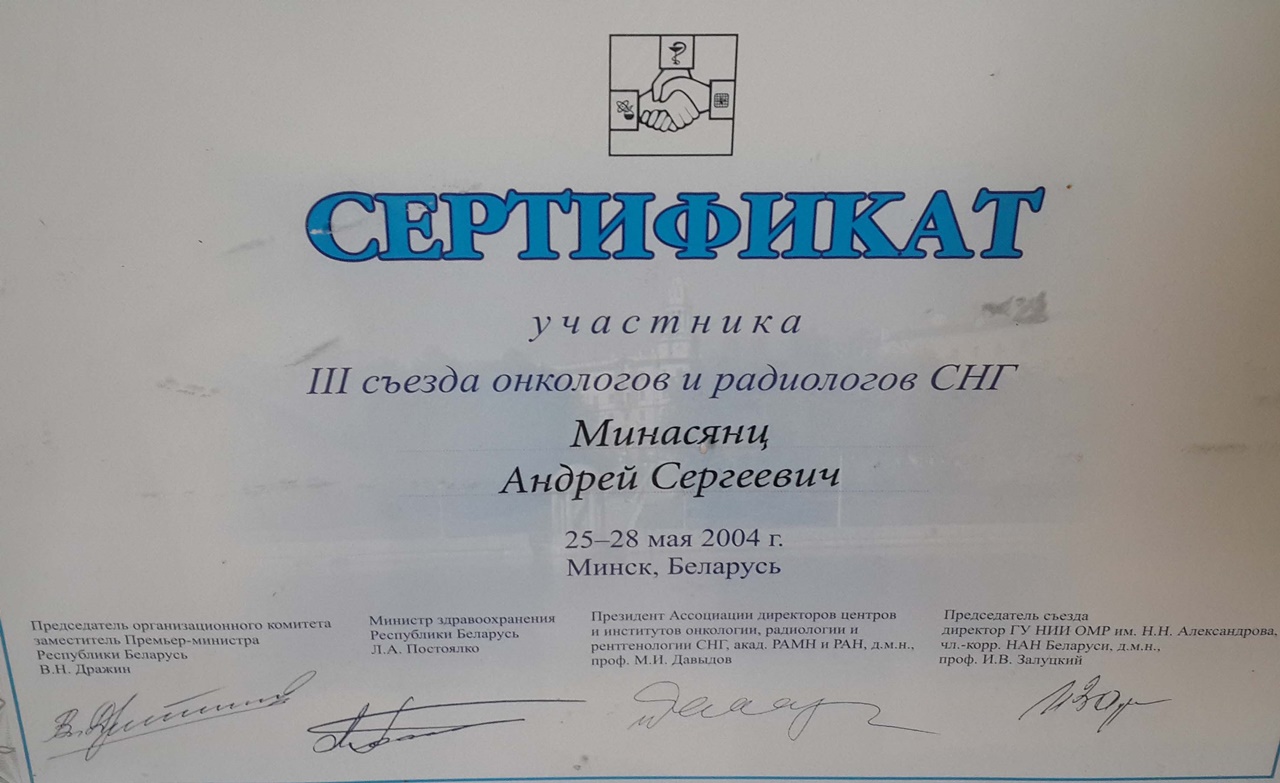 СЕРТИФИКАТ
участника
III съезда онкологов и радиологов СНГ
Минасянц
Андрей Сергеевич
25–28 мая 2004 г.
Минск, Беларусь
Председатель организационного комитета
заместитель Премьер-министра
Республики Беларусь
В.Н. Дражин
Министр здравоохранения
Республики Беларусь
Л.А. Постоялко
Президент Ассоциации директоров центров
и институтов онкологии, радиологии и
рентгенологии СНГ, акад. РАМН и РАН, д.м.н.,
проф. М.И. Давыдов
Председатель съезда
директор ГУ НИИ ОМР им. Н.Н. Александрова,
чл.-корр. НАН Беларуси, д.м.н.,
проф. И.В. Залуцкий